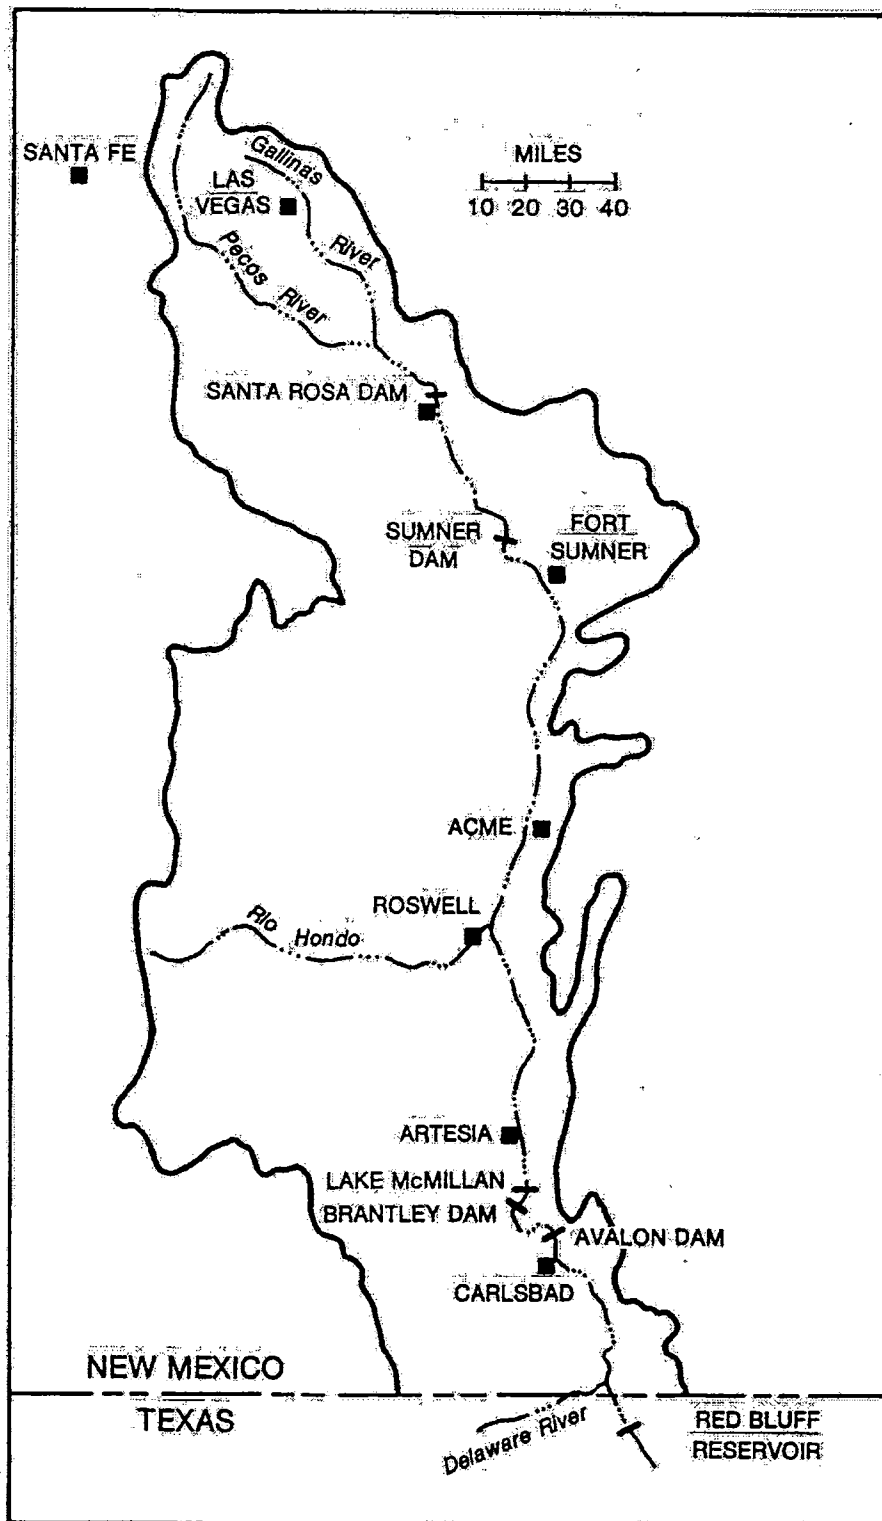 SANTA FE
Gallinas
River
MILES
10 20 30 40
LAS
VEGAS
Pecos
River
SANTA ROSA DAM
SUMNER
DAM
FORT
SUMNER
ACME
ROSWELL
Rio Hondo
ARTESIA
LAKE McMILLAN
BRANTLEY DAM
AVALON DAM
CARLSBAD
NEW MEXICO
TEXAS
Delaware River
RED BLUFF
RESERVOIR